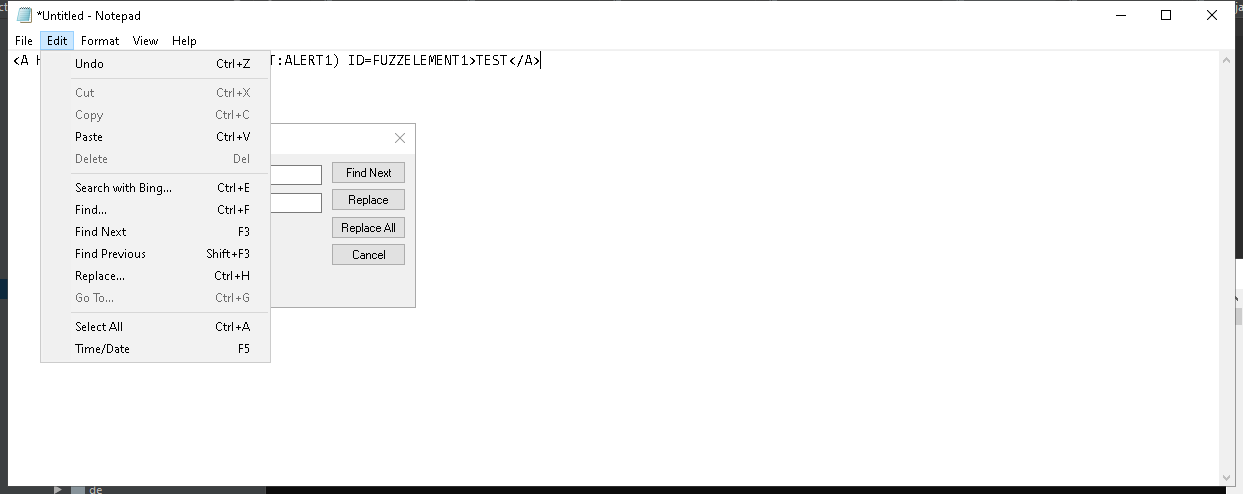 *Untitled - Notepad
File Edit Format View Help
<A H T:ALERT1) ID=FUZZELEMENT1>TEST</A>
Undo Ctrl+Z
Cut Ctrl+X
Copy Ctrl+C
Paste Ctrl+V
Delete Del
Search with Bing... Ctrl+E
Find... Ctrl+F
Find Next F3
Find Previous Shift+F3
Replace... Ctrl+H
Go To... Ctrl+G
Select All Ctrl+A
Time/Date F5
Find Next
Replace
Replace All
Cancel
de